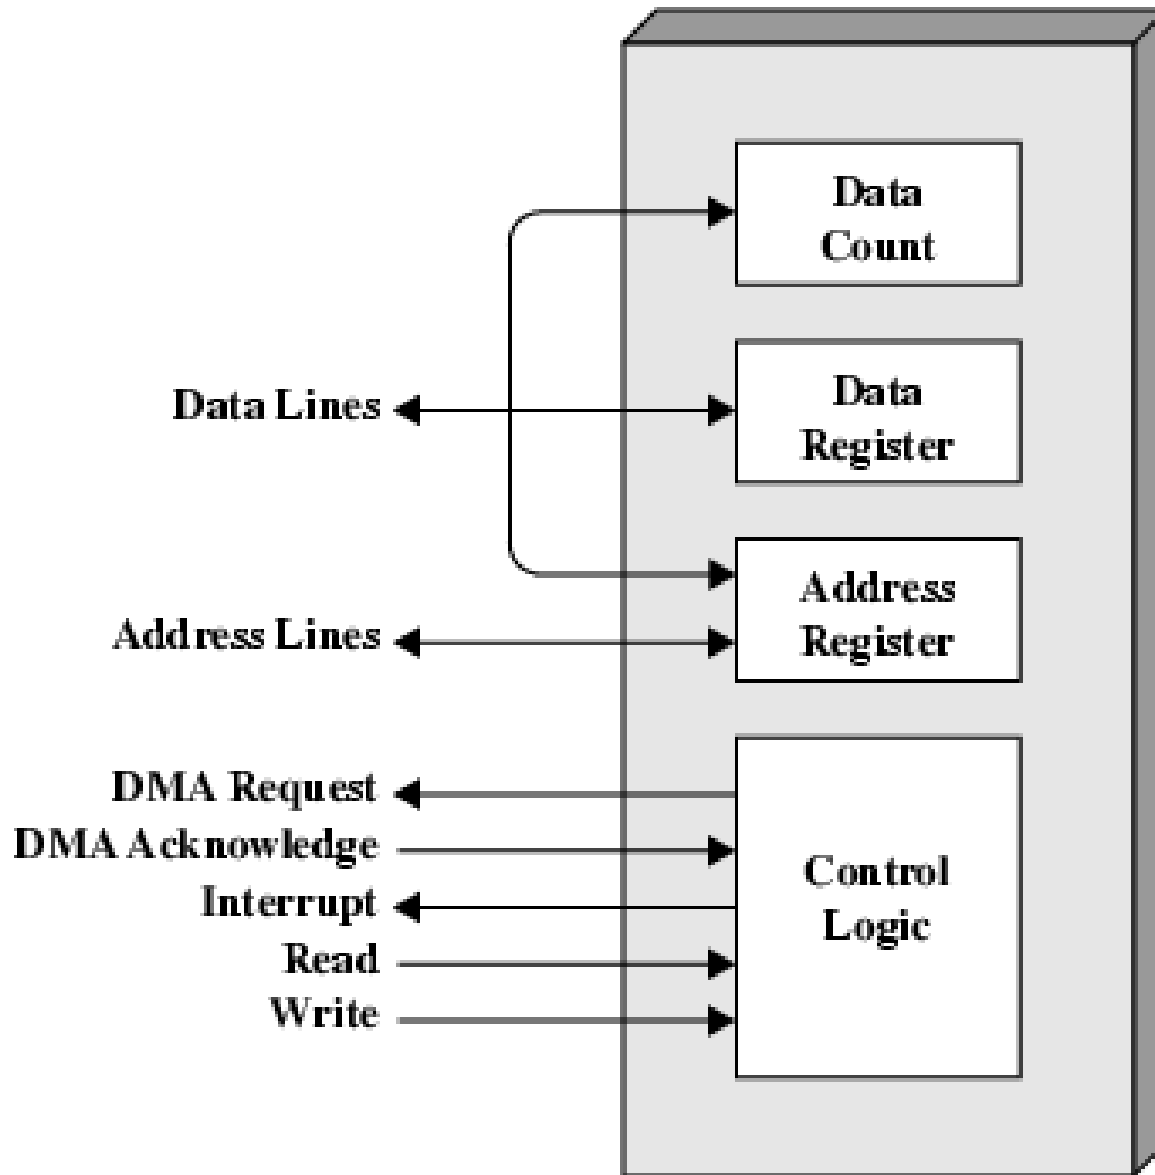 Data
Count
Data Lines
Data
Register
Address Lines
Address
Register
DMA Request
DMA Acknowledge
Interrupt
Read
Write
Control
Logic